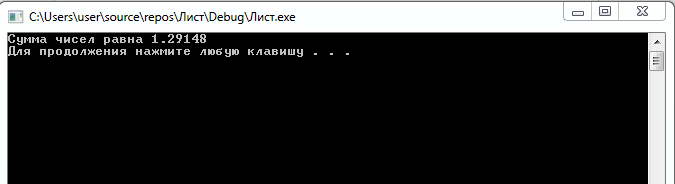 C:\Users\user\source\repos\Лист\Debug\Лист.exe
Сумма чисел равна 1.29148
Для продолжения нажмите любую клавишу . . .